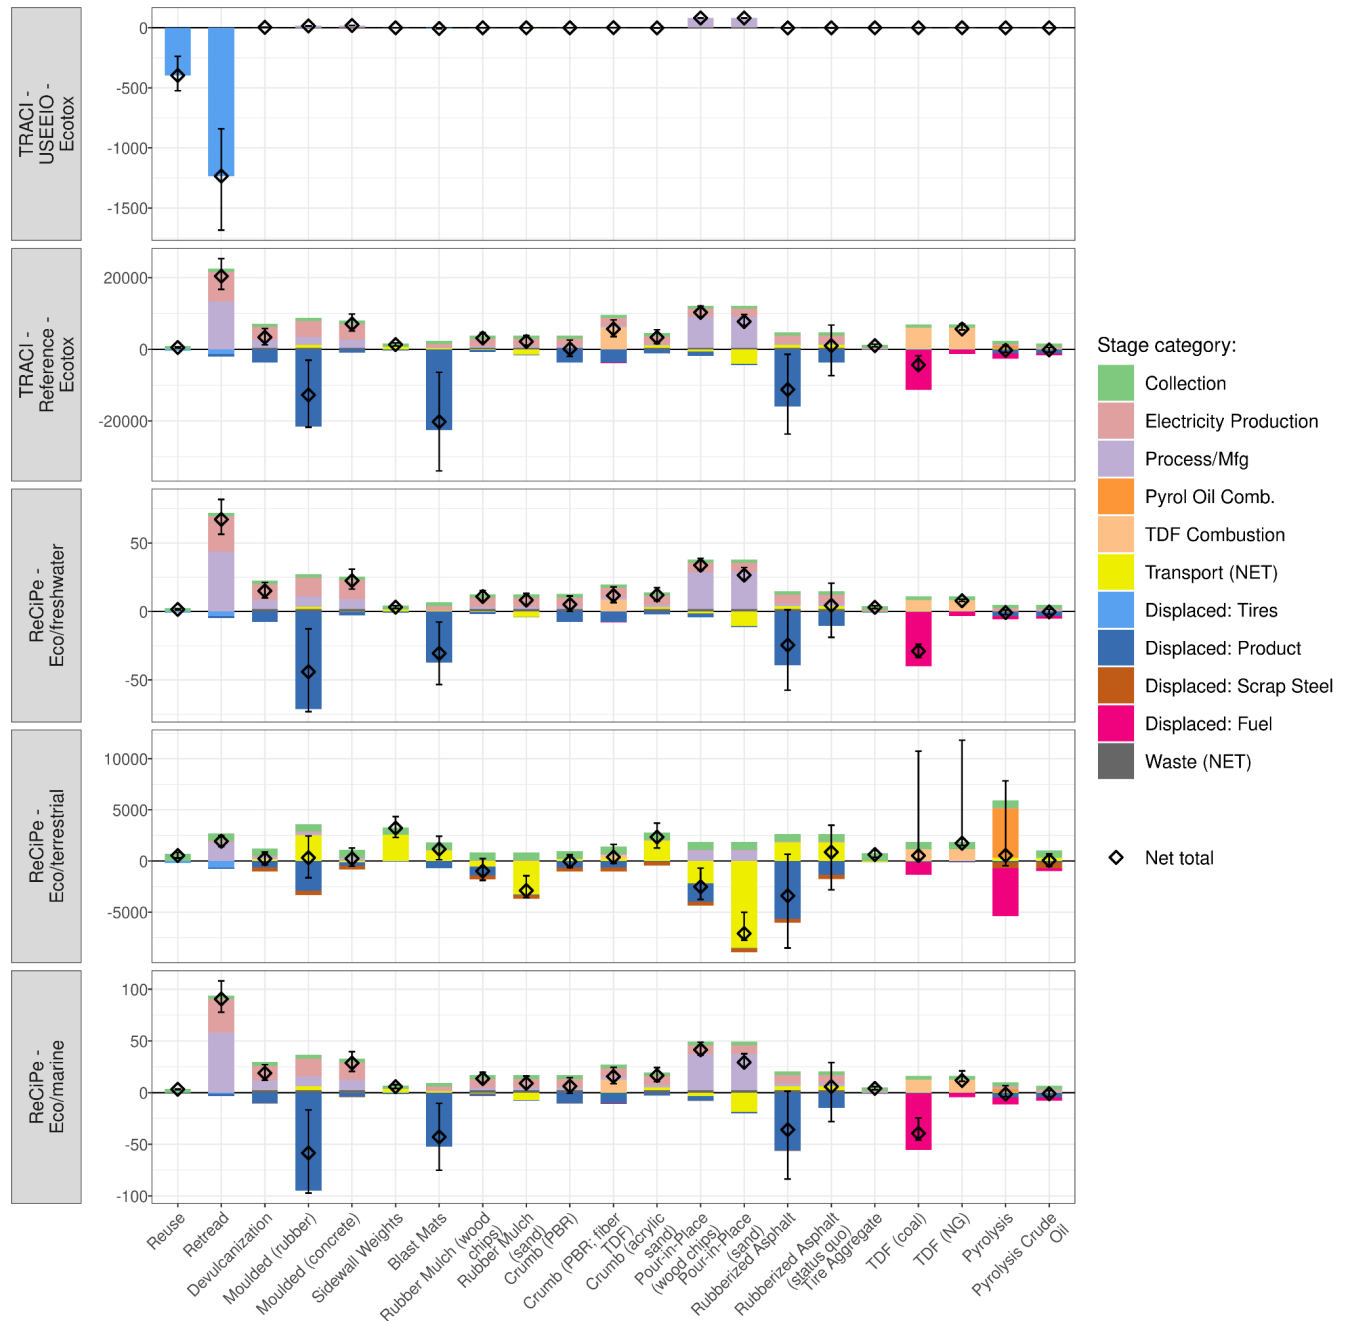 TRACI -
USEEIO -
Ecotox
0
-500
-1000
-1500
TRACI -
Reference -
Ecotox
20000
0
-20000
ReCiPe -
Eco/freshwater
50
0
-50
ReCiPe -
Eco/terrestrial
10000
5000
0
-5000
ReCiPe -
Eco/marine
100
50
0
-50
-100
Reuse
Retread
Devulcanization
Moulded (rubber)
Moulded (concrete)
Sidewall Weights
Blast Mats
Rubber Mulch (wood
chips)
Rubber Mulch
(sand)
Crumb (PBR)
Crumb (PBR; fiber
TDF)
Crumb (acrylic
sand)
Pour-in-Place
(wood chips)
Pour-in-Place
(sand)
Rubberized Asphalt
Rubberized Asphalt
(status quo)
Tire Aggregate
TDF (coal)
TDF (NG)
Pyrolysis
Pyrolysis Crude
Oil
Stage category:
Collection
Electricity Production
Process/Mfg
Pyrol Oil Comb.
TDF Combustion
Transport (NET)
Displaced: Tires
Displaced: Product
Displaced: Scrap Steel
Displaced: Fuel
Waste (NET)
Net total